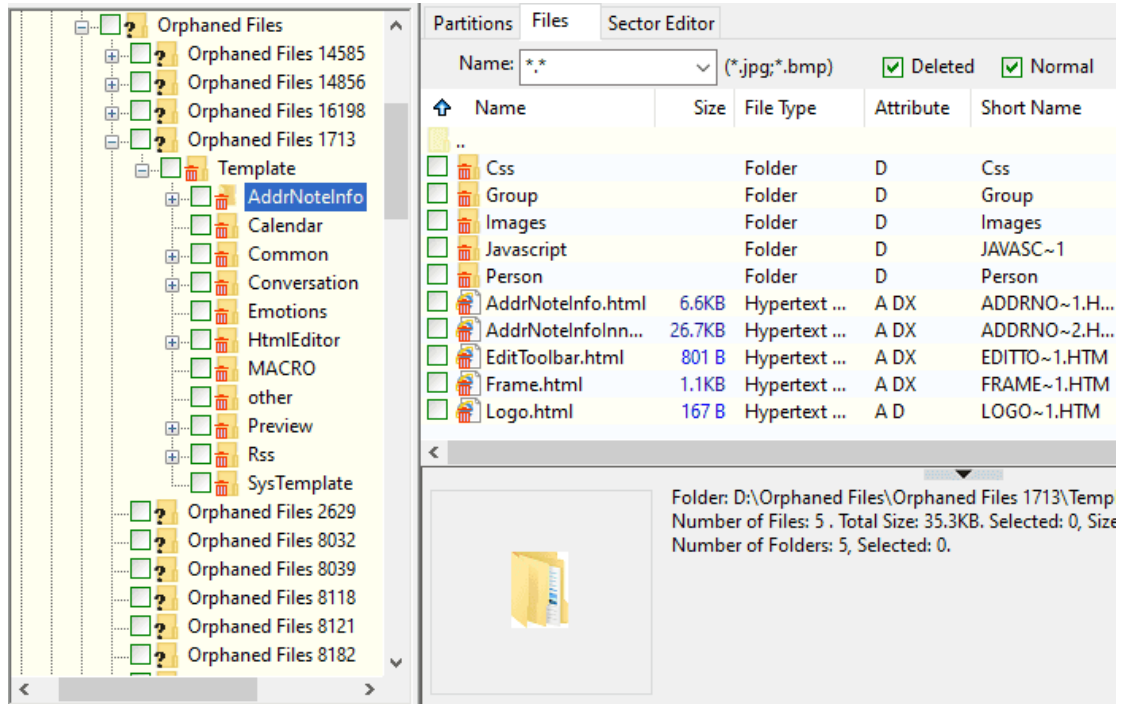 Orphaned Files
Orphaned Files 14585
Orphaned Files 14856
Orphaned Files 16198
Orphaned Files 1713
Template
AddrNoteInfo
Calendar
Common
Conversation
Emotions
HtmlEditor
MACRO
other
Preview
Rss
SysTemplate
Orphaned Files 2629
Orphaned Files 8032
Orphaned Files 8039
Orphaned Files 8118
Orphaned Files 8121
Orphaned Files 8182
Partitions Files Sector Editor
Name: *.* (*.jpg;*.bmp) Deleted Normal
Name Size File Type Attribute Short Name
..
Css Folder D Css
Group Folder D Group
Images Folder D Images
Javascript Folder D JAVASC~1
Person Folder D Person
AddrNoteInfo.html 6.6KB Hypertext ... A DX ADDRNO~1.H...
AddrNoteInfoInn... 26.7KB Hypertext ... A DX ADDRNO~2.H...
EditToolbar.html 801 B Hypertext ... A DX EDITTO~1.HTM
Frame.html 1.1KB Hypertext ... A DX FRAME~1.HTM
Logo.html 167 B Hypertext ... A D LOGO~1.HTM
Folder: D:\Orphaned Files\Orphaned Files 1713\Temp
Number of Files: 5 . Total Size: 35.3KB. Selected: 0, Size
Number of Folders: 5, Selected: 0.